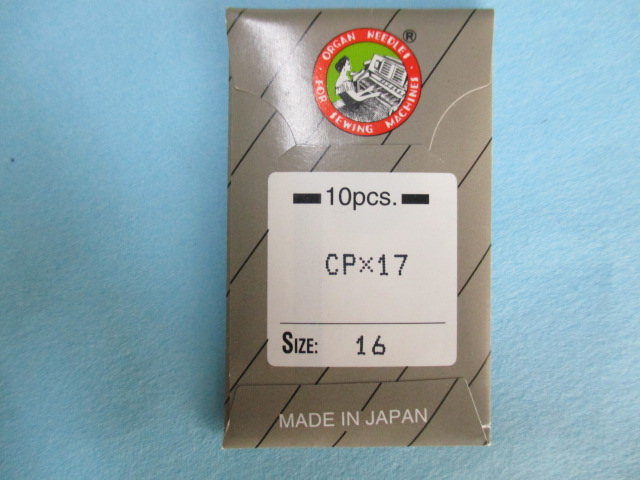 ORGAN NEEDLES ®
FOR SEWING MACHINES
10pcs.
CP×17
SIZE: 16
MADE IN JAPAN